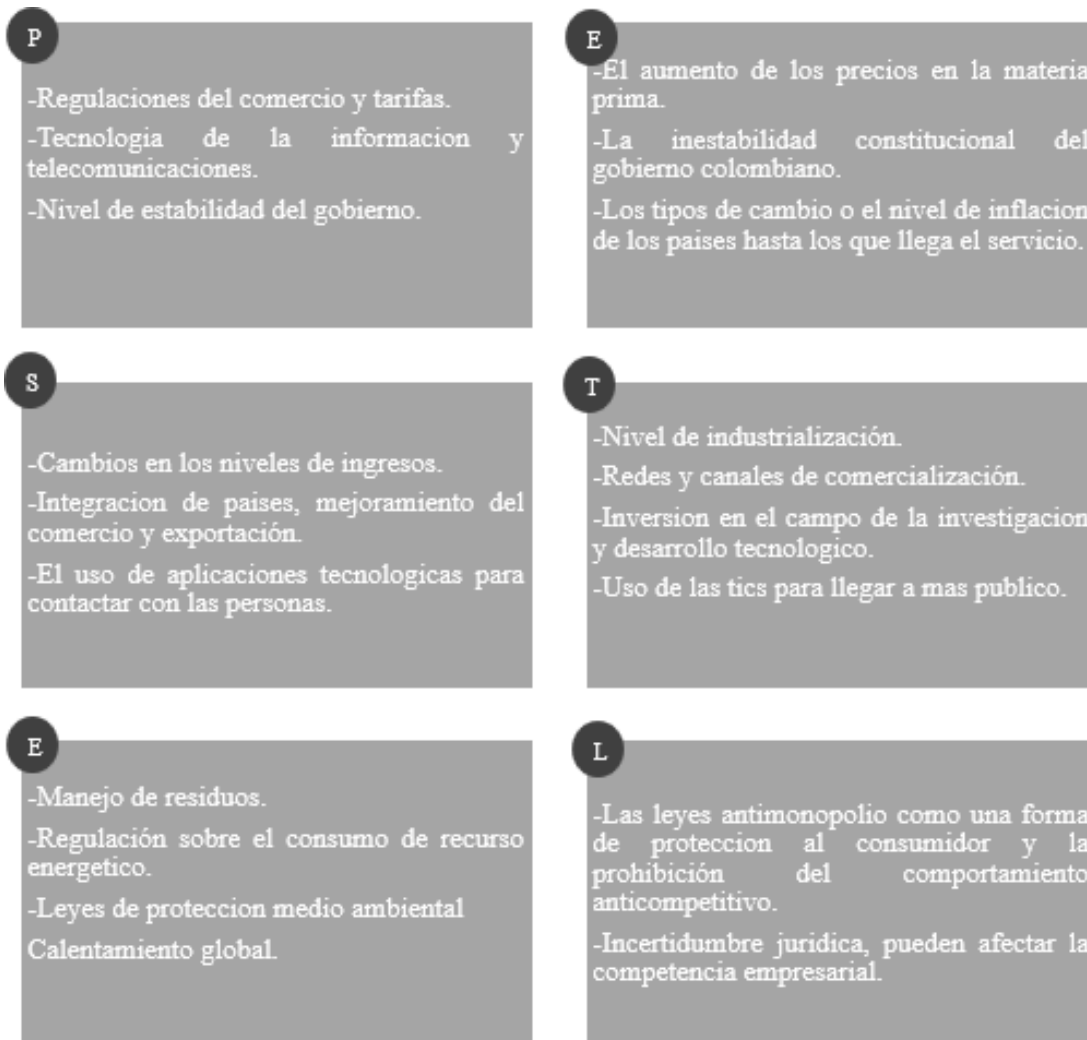 P
-Regulaciones del comercio y tarifas.
-Tecnologia de la informacion y
telecomunicaciones.
-Nivel de estabilidad del gobierno.
E
-El aumento de los precios en la materia
prima.
-La inestabilidad constitucional del
gobierno colombiano.
-Los tipos de cambio o el nivel de inflacion
de los paises hasta los que llega el servicio.
S
-Cambios en los niveles de ingresos.
-Integracion de paises, mejoramiento del
comercio y exportación.
-El uso de aplicaciones tecnologicas para
contactar con las personas.
T
-Nivel de industrialización.
-Redes y canales de comercialización.
-Inversion en el campo de la investigacion
y desarrollo tecnologico.
-Uso de las tics para llegar a mas publico.
E
-Manejo de residuos.
-Regulación sobre el consumo de recurso
energetico.
-Leyes de proteccion medio ambiental
Calentamiento global.
L
-Las leyes antimonopolio como una forma
de proteccion al consumidor y la
prohibición del comportamiento
anticompetitivo.
-Incertidumbre juridica, pueden afectar la
competencia empresarial.